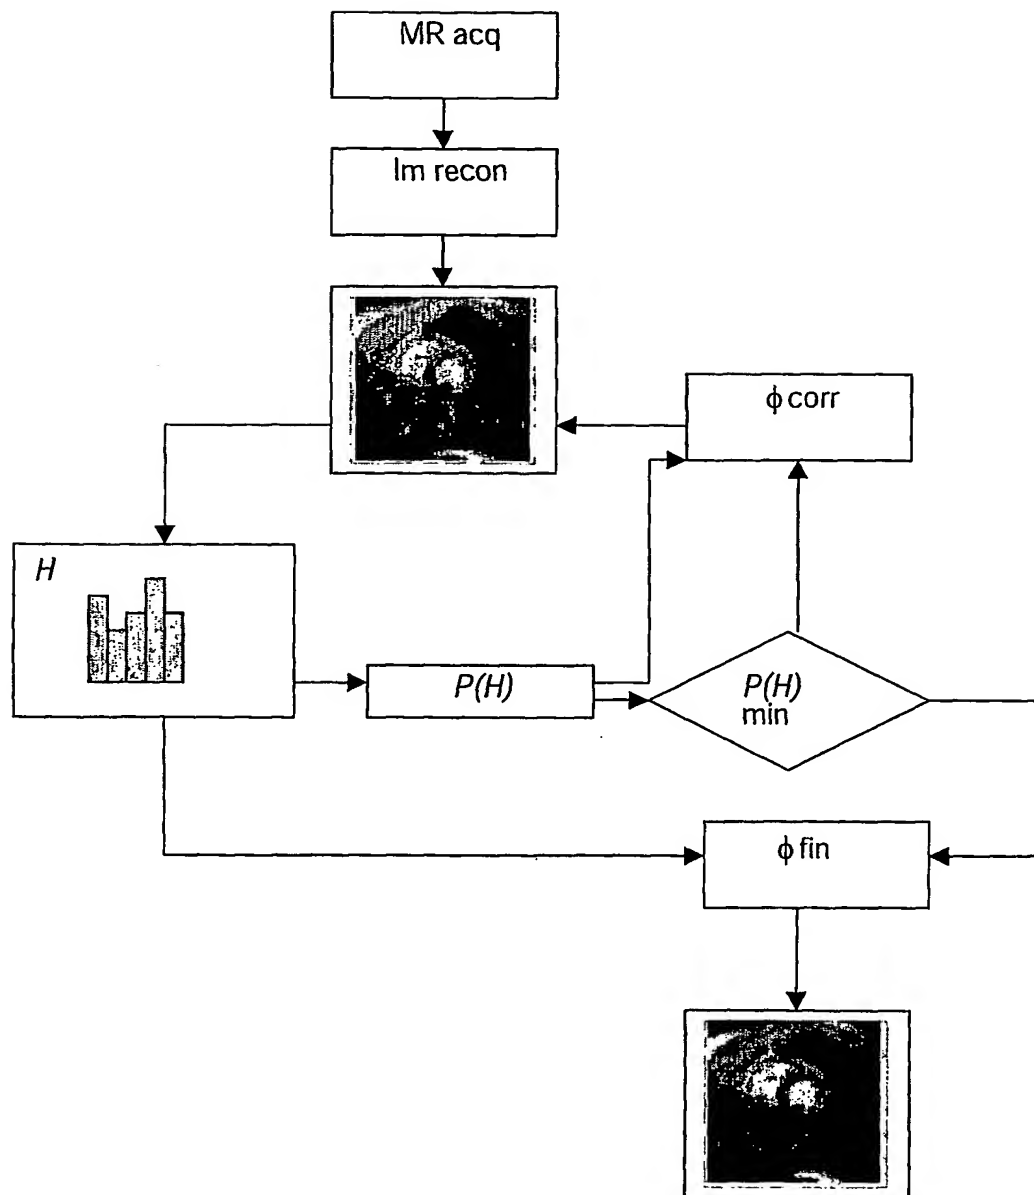 MR acq
Im recon
ϕ corr
H
P(H)
P(H)
min
ϕ fin